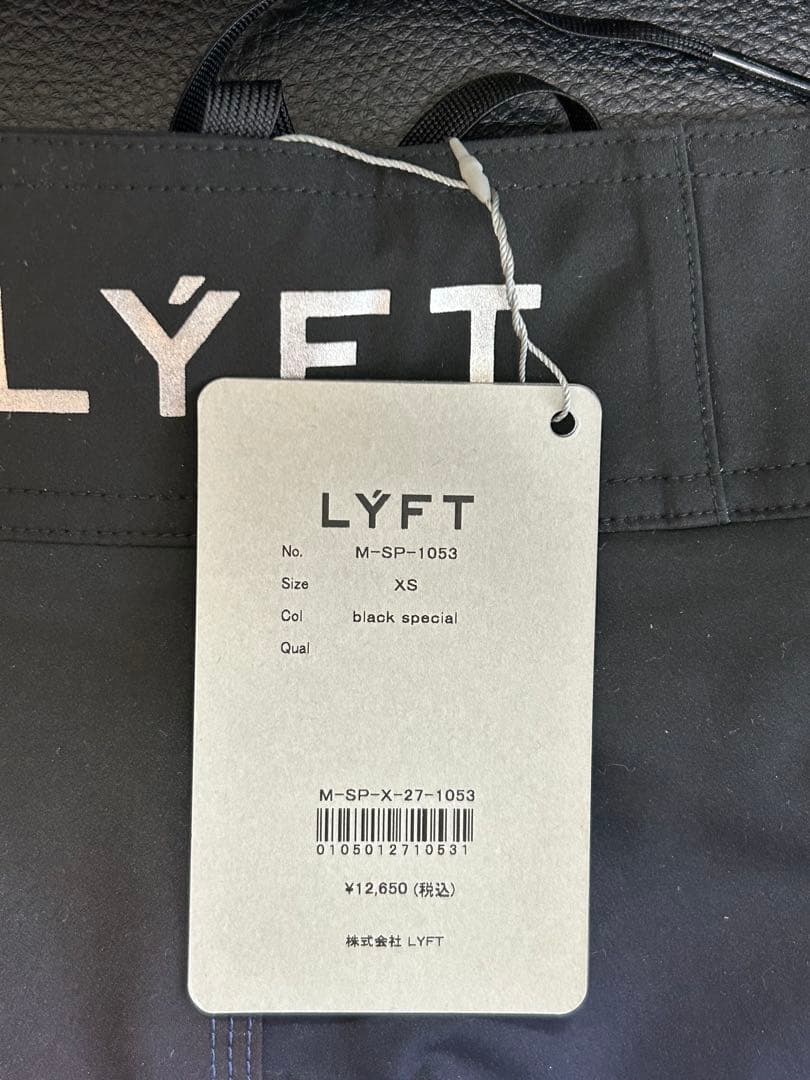 LÝFT
LÝFT
No. M-SP-1053
Size XS
Col black special
Qual
M-SP-X-27-1053
0105012710531
¥12,650 (税込)
株式会社 LYFT